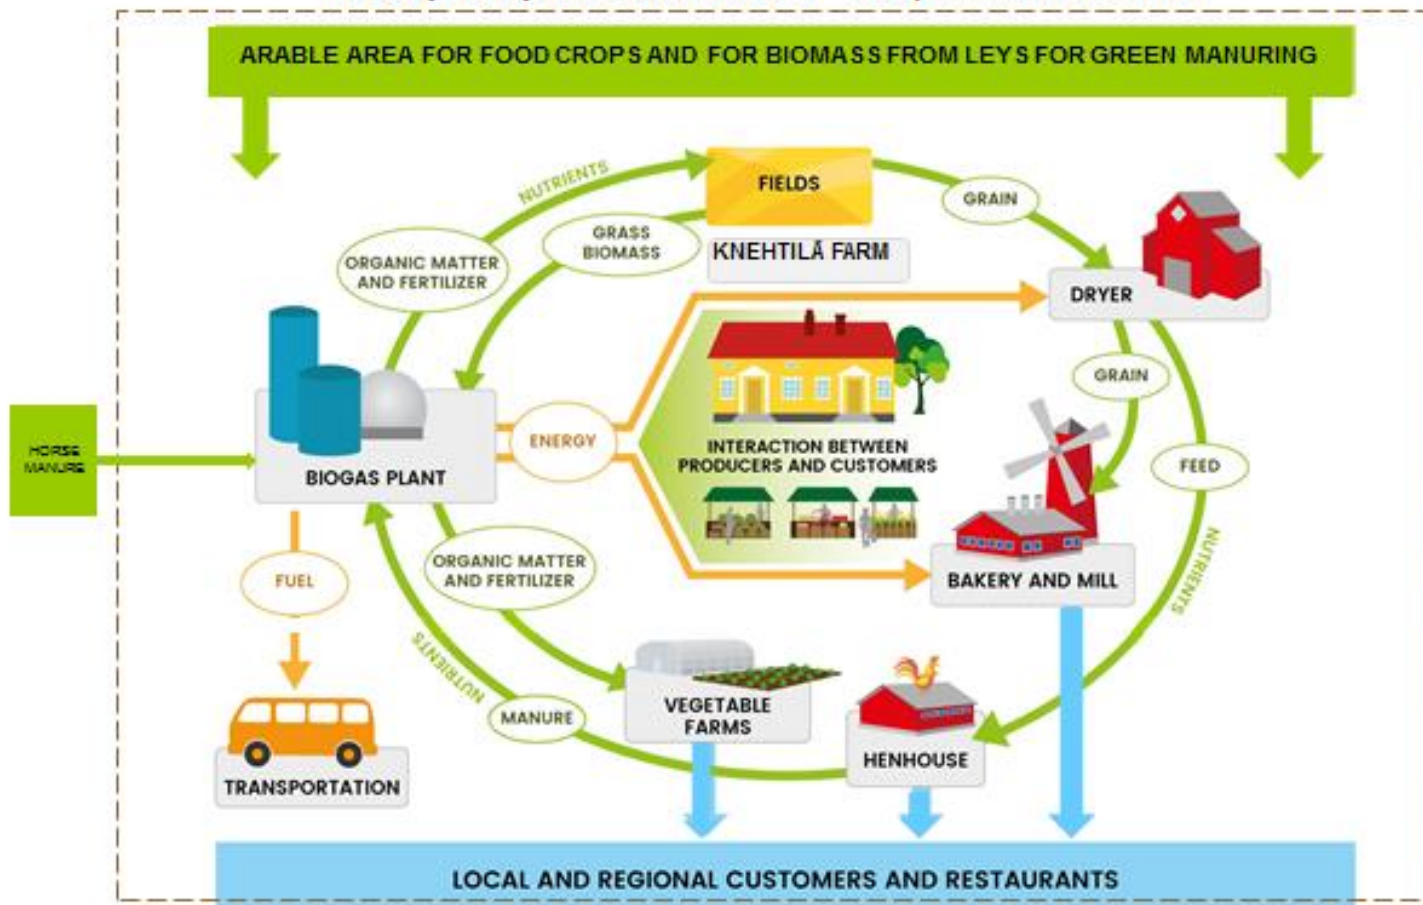 ARABLE AREA FOR FOOD CROPS AND FOR BIOMASS FROM LEYS FOR GREEN MANURING
NUTRIENTS
FIELDS
GRAIN
GRASS
BIOMASS
KNEHTILÄ FARM
ORGANIC MATTER
AND FERTILIZER
DRYER
GRAIN
HORSE
MANURE
ENERGY
INTERACTION BETWEEN
PRODUCERS AND CUSTOMERS
FEED
BIOGAS PLANT
ORGANIC MATTER
AND FERTILIZER
FUEL
BAKERY AND MILL
NUTRIENTS
NUTRIENTS
MANURE
VEGETABLE
FARMS
HENHOUSE
TRANSPORTATION
LOCAL AND REGIONAL CUSTOMERS AND RESTAURANTS